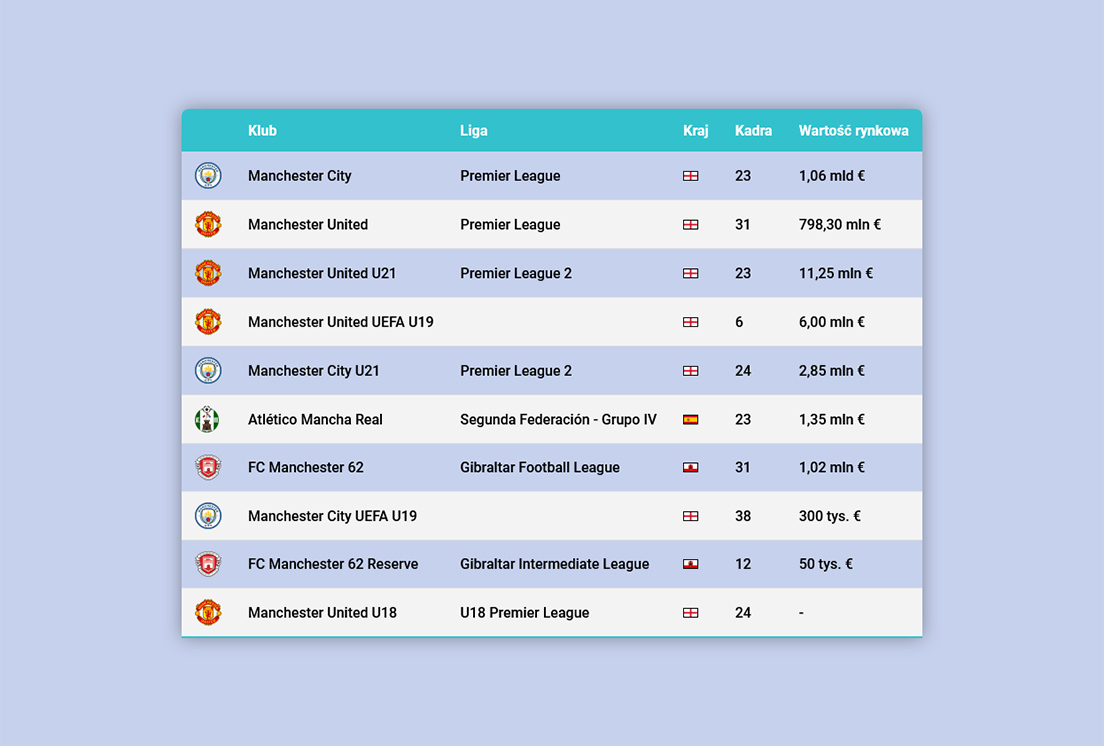 Klub Liga Kraj Kadra Wartość rynkowa
Manchester City Premier League 23 1,06 mld €
Manchester United Premier League 31 798,30 mln €
Manchester United U21 Premier League 2 23 11,25 mln €
Manchester United UEFA U19 6 6,00 mln €
Manchester City U21 Premier League 2 24 2,85 mln €
Atlético Mancha Real Segunda Federación - Grupo IV 23 1,35 mln €
FC Manchester 62 Gibraltar Football League 31 1,02 mln €
Manchester City UEFA U19 38 300 tys. €
FC Manchester 62 Reserve Gibraltar Intermediate League 12 50 tys. €
Manchester United U18 U18 Premier League 24 -